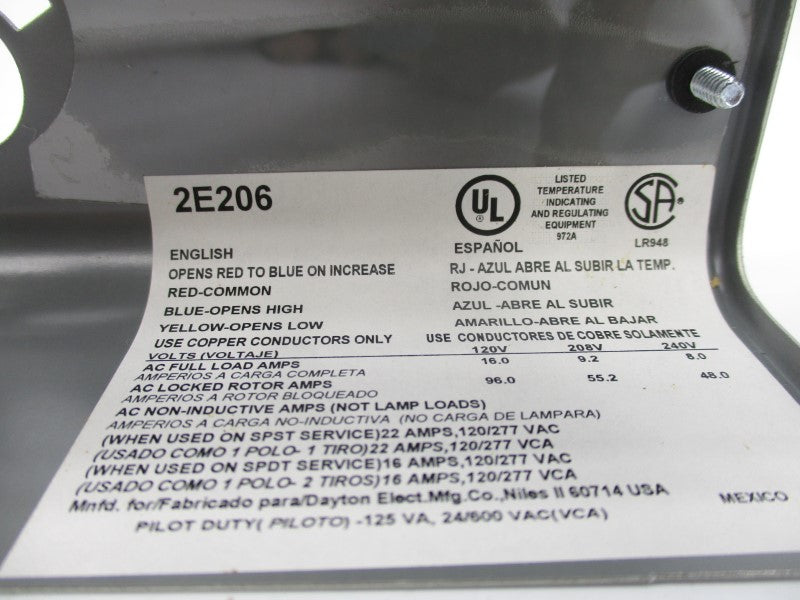 2E206
UL
LISTED
TEMPERATURE
INDICATING
AND REGULATING
EQUIPMENT
972A
SA
LR948
ENGLISH
ESPAÑOL
OPENS RED TO BLUE ON INCREASE
RJ - AZUL ABRE AL SUBIR LA TEMP.
RED-COMMON
ROJO-COMUN
BLUE-OPENS HIGH
AZUL -ABRE AL SUBIR
YELLOW-OPENS LOW
AMARILLO-ABRE AL BAJAR
USE COPPER CONDUCTORS ONLY
USE CONDUCTORES DE COBRE SOLAMENTE
VOLTS (VOLTAJE) 120V 208V 240V
AC FULL LOAD AMPS 16.0 9.2 8.0
AMPERIOS A CARGA COMPLETA
AC LOCKED ROTOR AMPS 96.0 55.2 48.0
AMPERIOS A ROTOR BLOQUEADO
AC NON-INDUCTIVE AMPS (NOT LAMP LOADS)
AMPERIOS A CARGA NO-INDUCTIVA (NO CARGA DE LAMPARA)
(WHEN USED ON SPST SERVICE)22 AMPS,120/277 VAC
(USADO COMO 1 POLO- 1 TIRO)22 AMPS,120/277 VCA
(WHEN USED ON SPDT SERVICE)16 AMPS,120/277 VAC
(USADO COMO 1 POLO- 2 TIROS)16 AMPS,120/277 VCA
Mnfd. for/Fabricado para/Dayton Elect.Mfg.Co.,Niles Il 60714 USA
MEXICO
PILOT DUTY( PILOTO) -125 VA, 24/600 VAC(VCA)